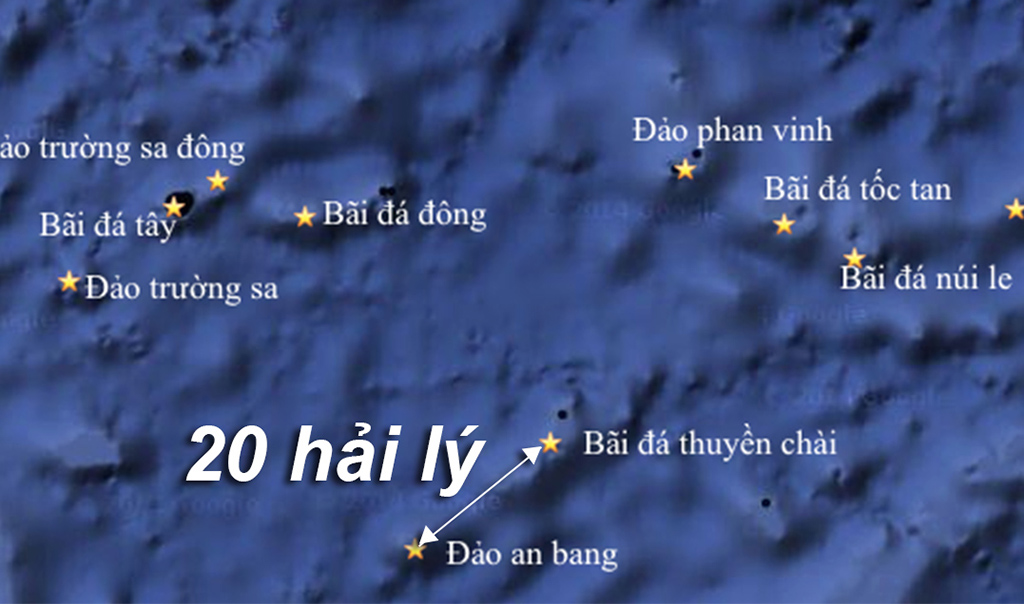 Đảo phan vinh
ảo trường sa đông
Bãi đá tốc tan
Bãi đá tây
Bãi đá đông
Bãi đá núi le
Đảo trường sa
20 hải lý
Bãi đá thuyền chài
Đảo an bang